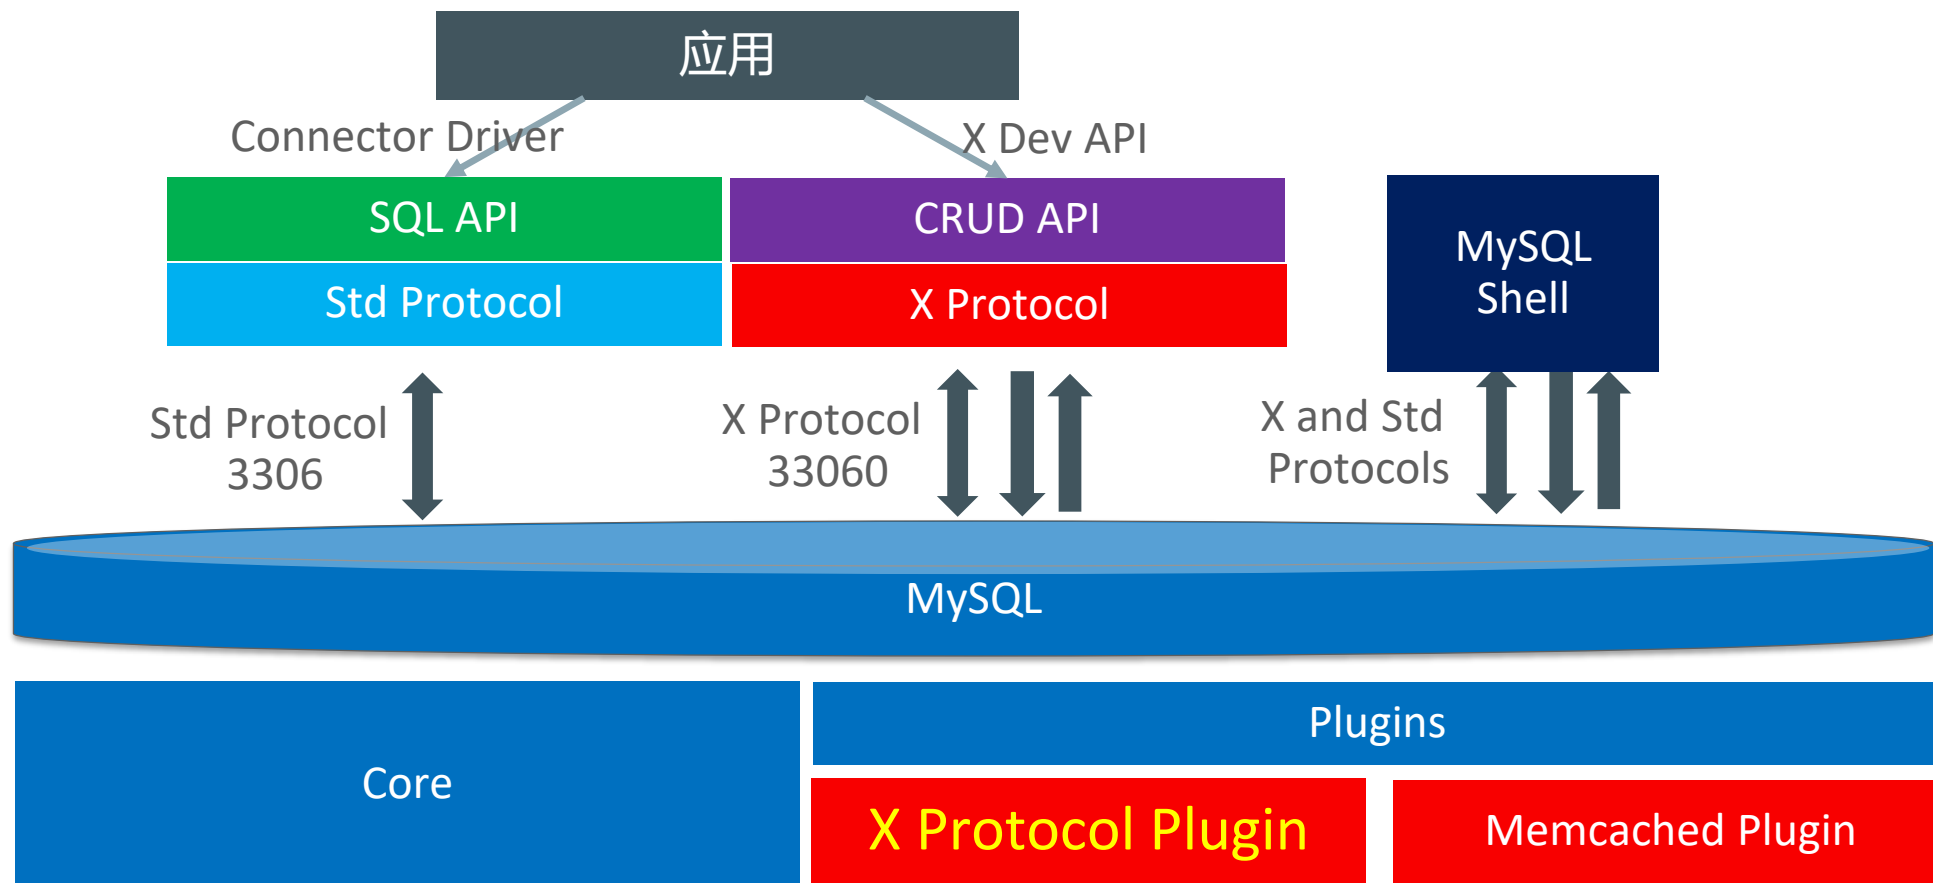 应用
Connector Driver
X Dev API
SQL API
CRUD API
Std Protocol
X Protocol
MySQL
Shell
Std Protocol
3306
X Protocol
33060
X and Std
Protocols
MySQL
Core
Plugins
X Protocol Plugin
Memcached Plugin